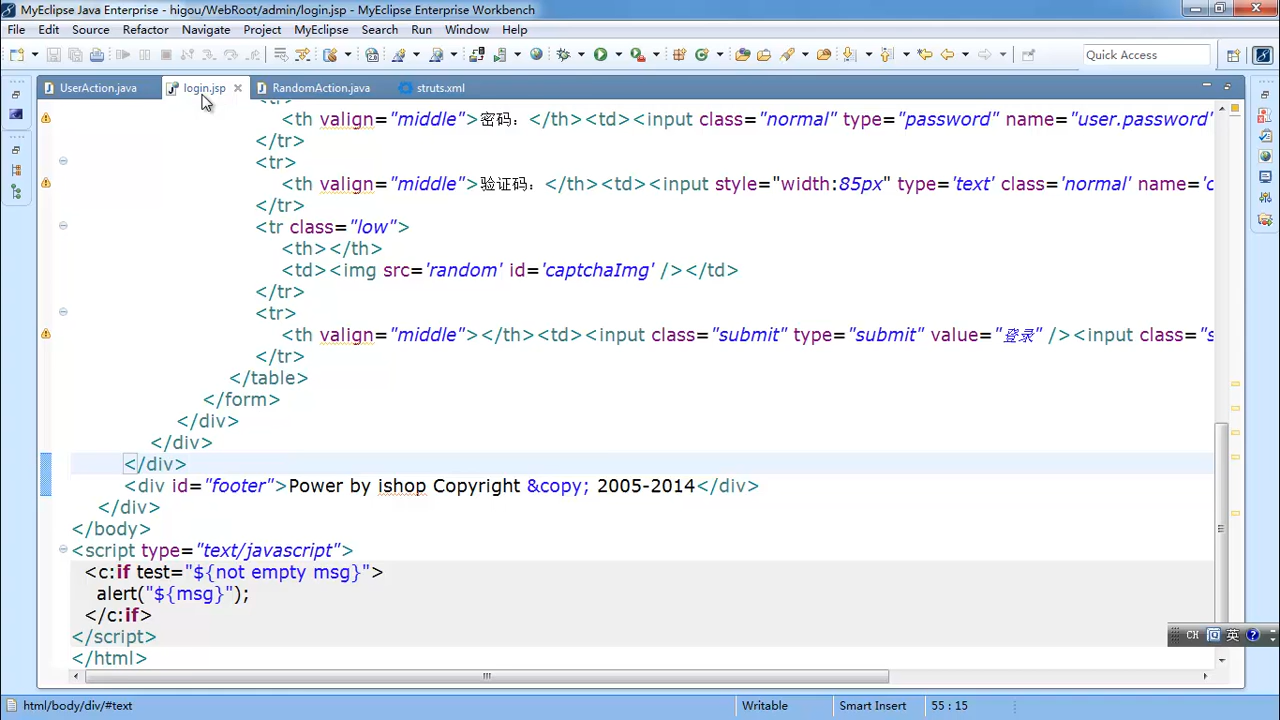 MyEclipse Java Enterprise - higou/WebRoot/admin/login.jsp - MyEclipse Enterprise Workbench
File Edit Source Refactor Navigate Project MyEclipse Search Run Window Help
Quick Access
UserAction.java login.jsp RandomAction.java struts.xml
<tr>
<th valign="middle">密码：</th><td><input class="normal" type="password" name="user.password"
</tr>
<tr>
<th valign="middle">验证码：</th><td><input style="width:85px" type='text' class='normal' name='c
</tr>
<tr class="low">
<th></th>
<td><img src='random' id='captchaImg' /></td>
</tr>
<tr>
<th valign="middle"></th><td><input class="submit" type="submit" value="登录" /><input class="s
</tr>
</table>
</form>
</div>
</div>
</div>
<div id="footer">Power by ishop Copyright &copy; 2005-2014</div>
</div>
</body>
<script type="text/javascript">
<c:if test="${not empty msg}">
alert("${msg}");
</c:if>
</script>
</html>
CH 英
html/body/div/#text Writable Smart Insert 55 : 15